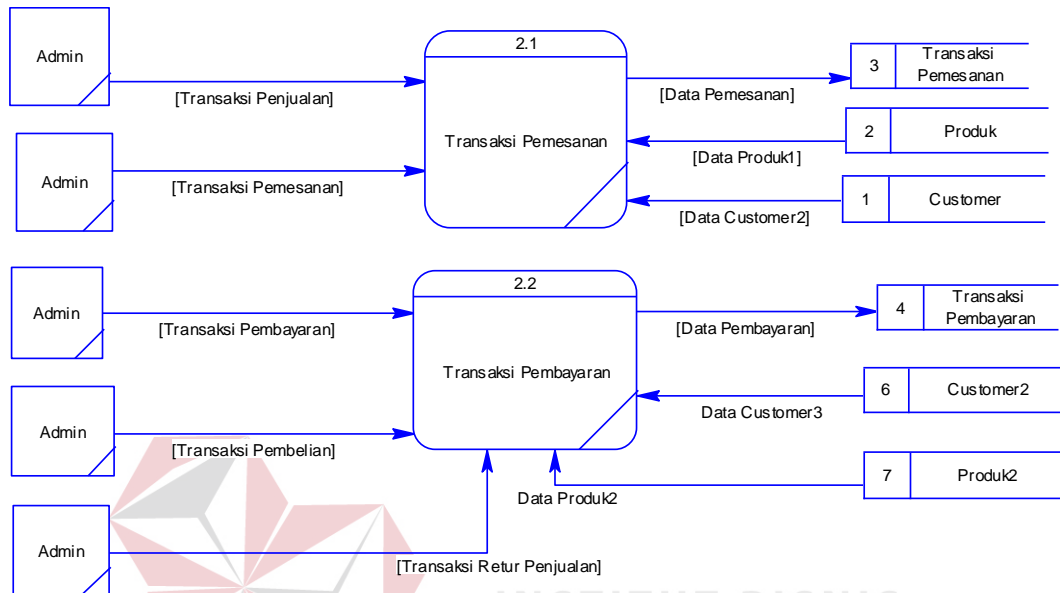 Admin
[Transaksi Penjualan]
Admin
[Transaksi Pemesanan]
2.1
Transaksi Pemesanan
[Data Pemesanan]
3
Transaksi
Pemesanan
[Data Produk1]
2
Produk
[Data Customer2]
1
Customer
Admin
[Transaksi Pembayaran]
Admin
[Transaksi Pembelian]
Admin
[Transaksi Retur Penjualan]
2.2
Transaksi Pembayaran
[Data Pembayaran]
4
Transaksi
Pembayaran
Data Customer3
6
Customer2
Data Produk2
7
Produk2